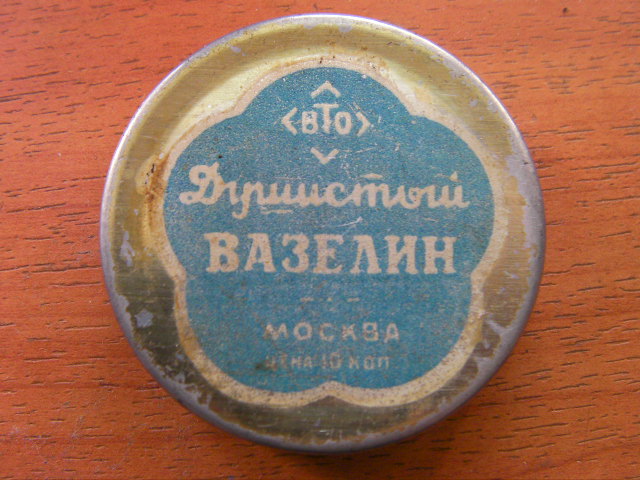 ВТО
Душистый
ВАЗЕЛИН
МОСКВА
ЦЕНА 10 КОП